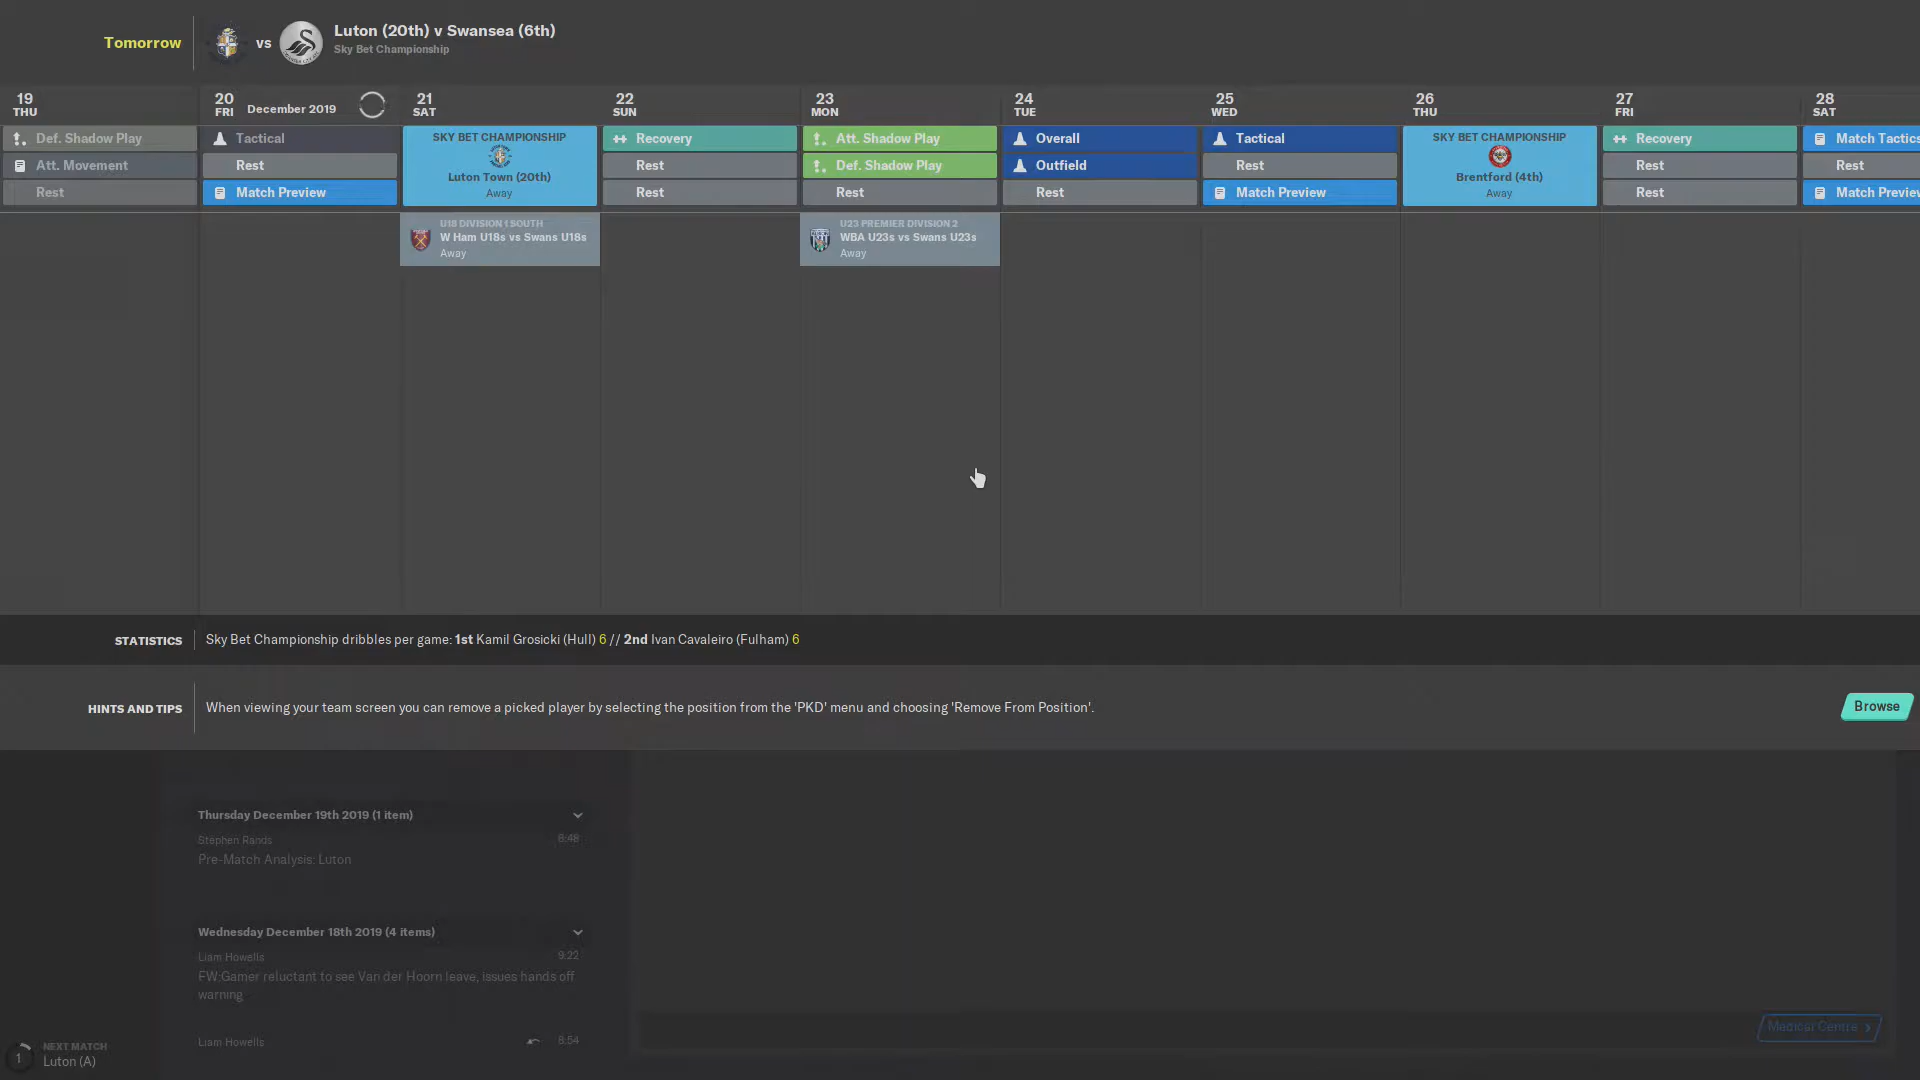 Tomorrow
vs
Luton (20th) v Swansea (6th)
Sky Bet Championship
19
THU
20
FRI
December 2019
21
SAT
22
SUN
23
MON
24
TUE
25
WED
26
THU
27
FRI
28
SAT
Def. Shadow Play
Att. Movement
Rest
Tactical
Rest
Match Preview
SKY BET CHAMPIONSHIP
Luton Town (20th)
Away
Recovery
Rest
Rest
Att. Shadow Play
Def. Shadow Play
Rest
Overall
Outfield
Rest
Tactical
Rest
Match Preview
SKY BET CHAMPIONSHIP
Brentford (4th)
Away
Recovery
Rest
Rest
Match Tactics
Rest
Match Preview
U18 DIVISION 1 SOUTH
W Ham U18s vs Swans U18s
Away
U23 PREMIER DIVISION 2
WBA U23s vs Swans U23s
Away
STATISTICS
Sky Bet Championship dribbles per game: 1st Kamil Grosicki (Hull) 6 // 2nd Ivan Cavaleiro (Fulham) 6
HINTS AND TIPS
When viewing your team screen you can remove a picked player by selecting the position from the 'PKD' menu and choosing 'Remove From Position'.
Browse
Thursday December 19th 2019 (1 item)
Stephen Rands
8:48
Pre-Match Analysis: Luton
Wednesday December 18th 2019 (4 items)
Liam Howells
9:22
FW:Gamer reluctant to see Van der Hoorn leave, issues hands off
warning
Liam Howells
8:54
Medical Centre
1
NEXT MATCH
Luton (A)